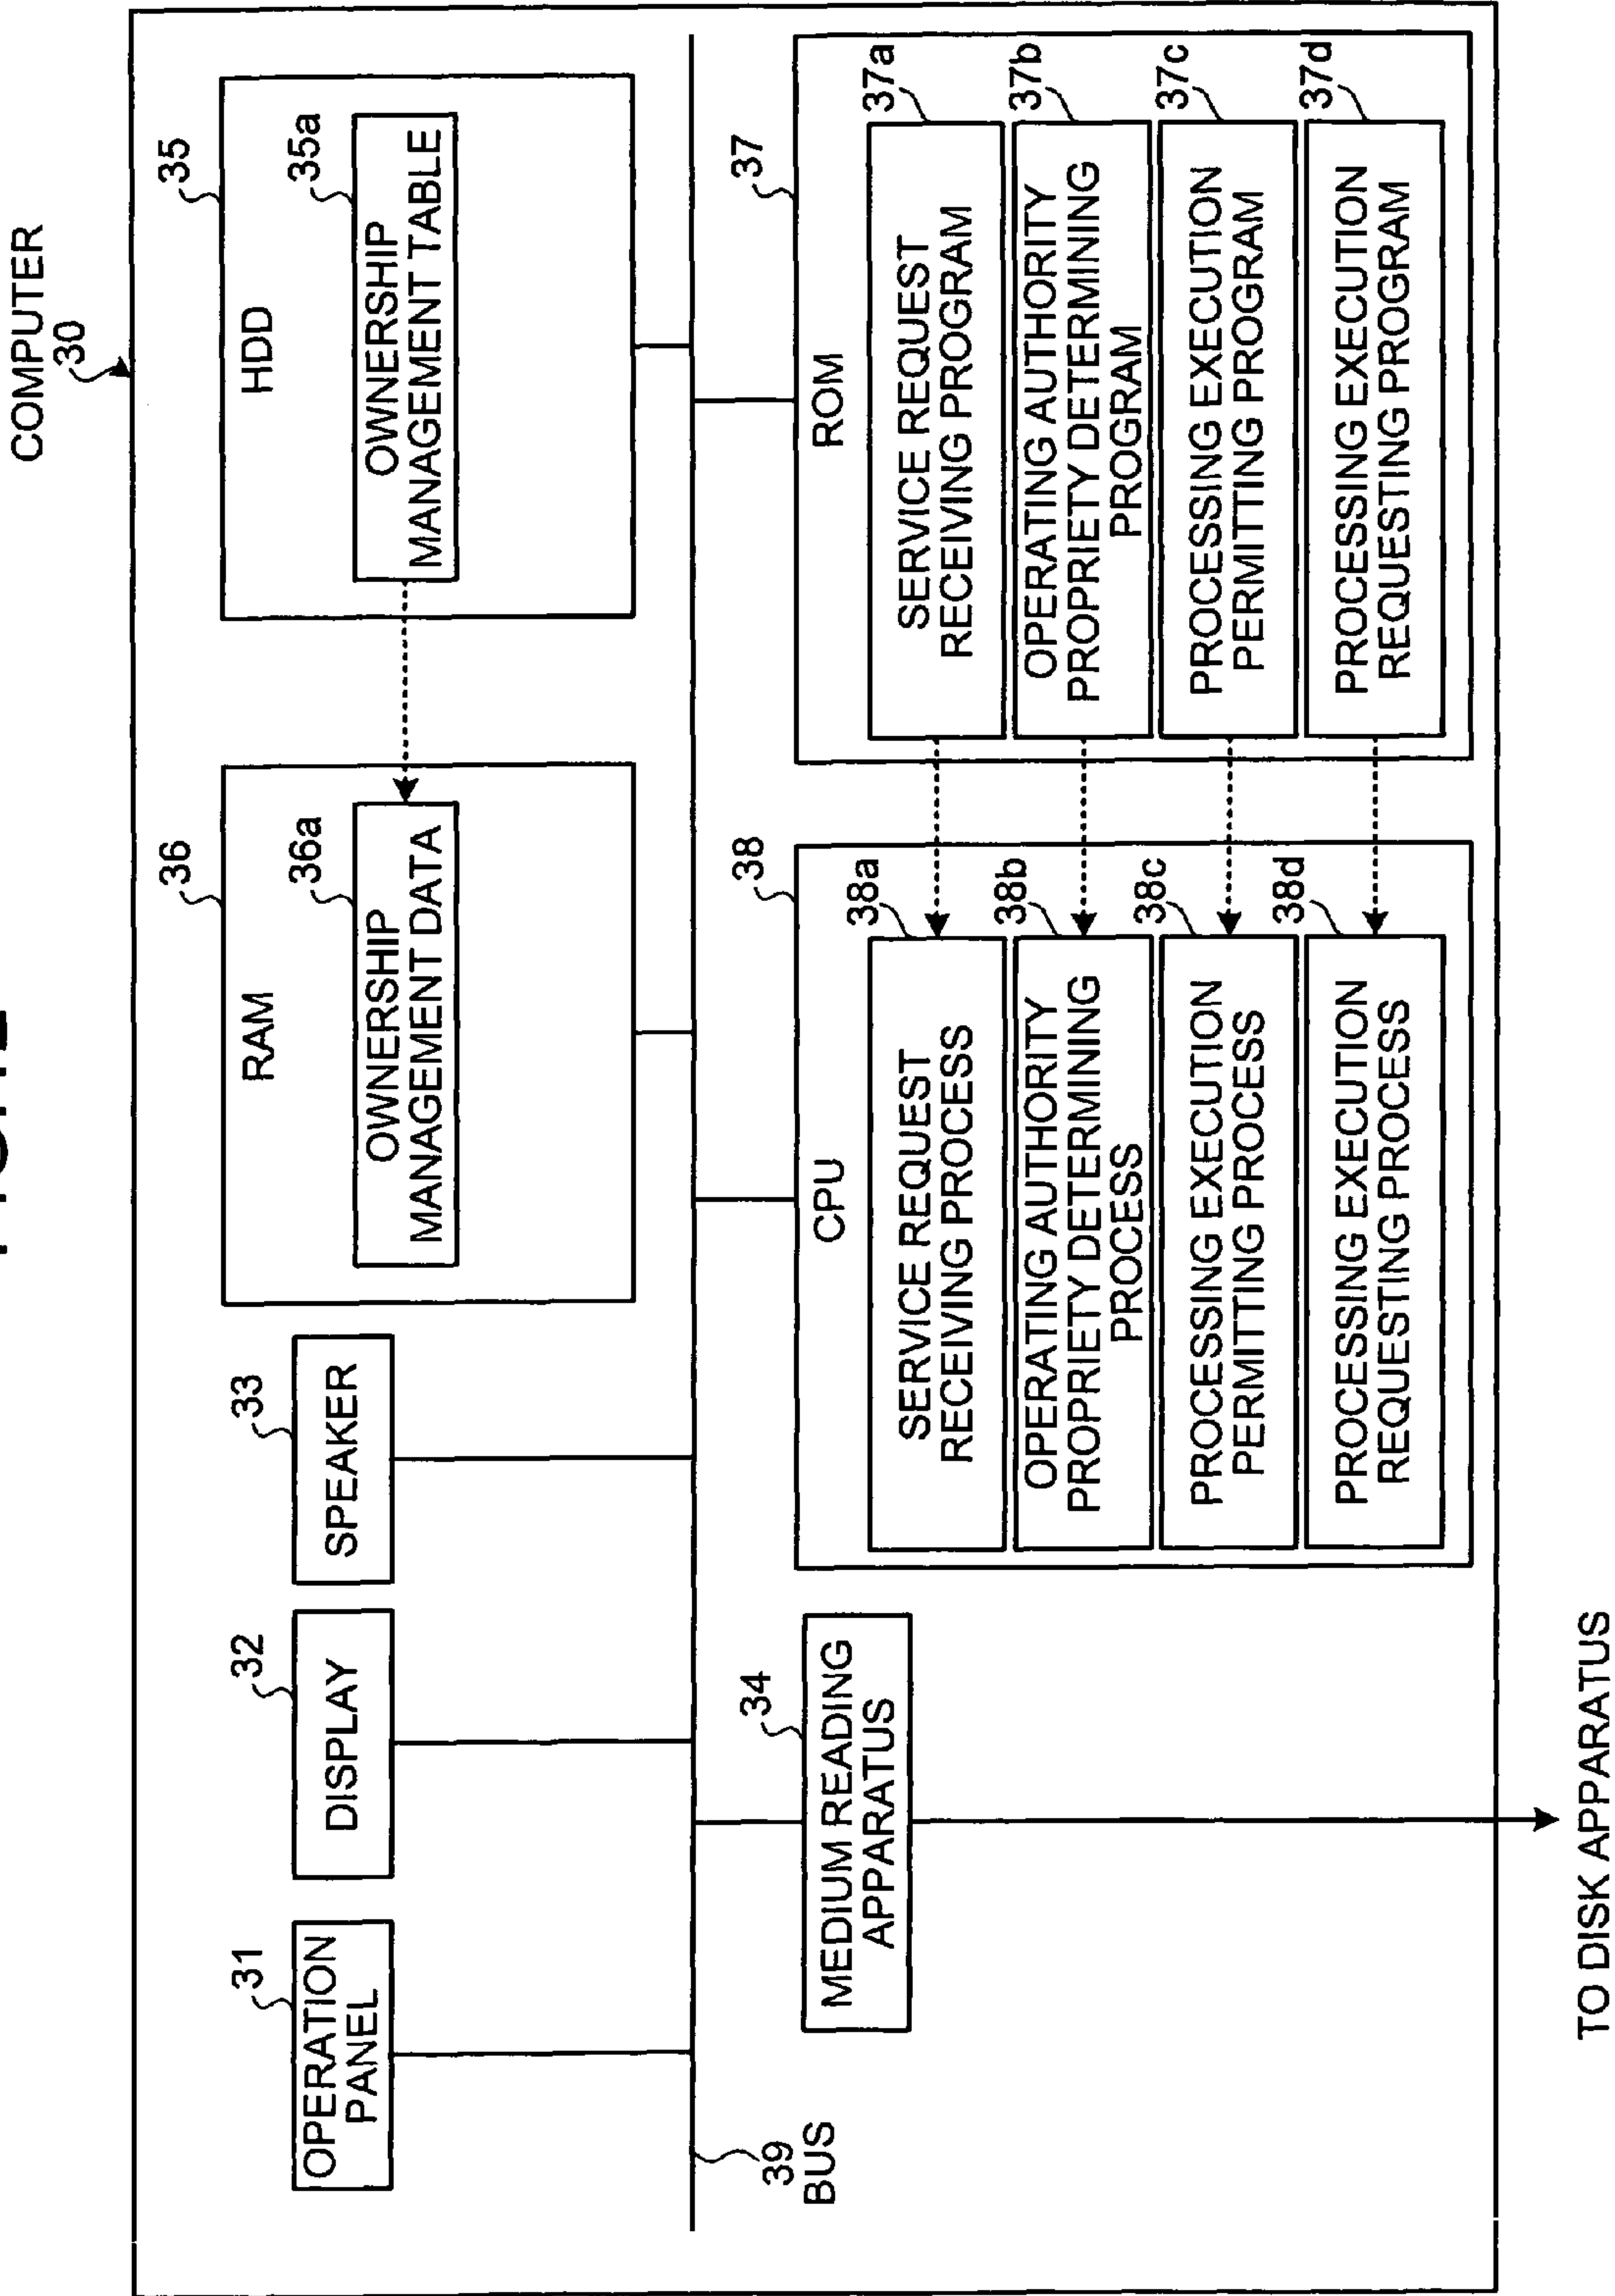 COMPUTER
30
31
OPERATION
PANEL
32
DISPLAY
33
SPEAKER
36
RAM
36a
OWNERSHIP
MANAGEMENT DATA
35
HDD
35a
OWNERSHIP
MANAGEMENT TABLE
39
BUS
34
MEDIUM READING
APPARATUS
38
CPU
38a
SERVICE REQUEST
RECEIVING PROCESS
38b
OPERATING AUTHORITY
PROPRIETY DETERMINING
PROCESS
38c
PROCESSING EXECUTION
PERMITTING PROCESS
38d
PROCESSING EXECUTION
REQUESTING PROCESS
37
ROM
37a
SERVICE REQUEST
RECEIVING PROGRAM
37b
OPERATING AUTHORITY
PROPRIETY DETERMINING
PROGRAM
37c
PROCESSING EXECUTION
PERMITTING PROGRAM
37d
PROCESSING EXECUTION
REQUESTING PROGRAM
TO DISK APPARATUS